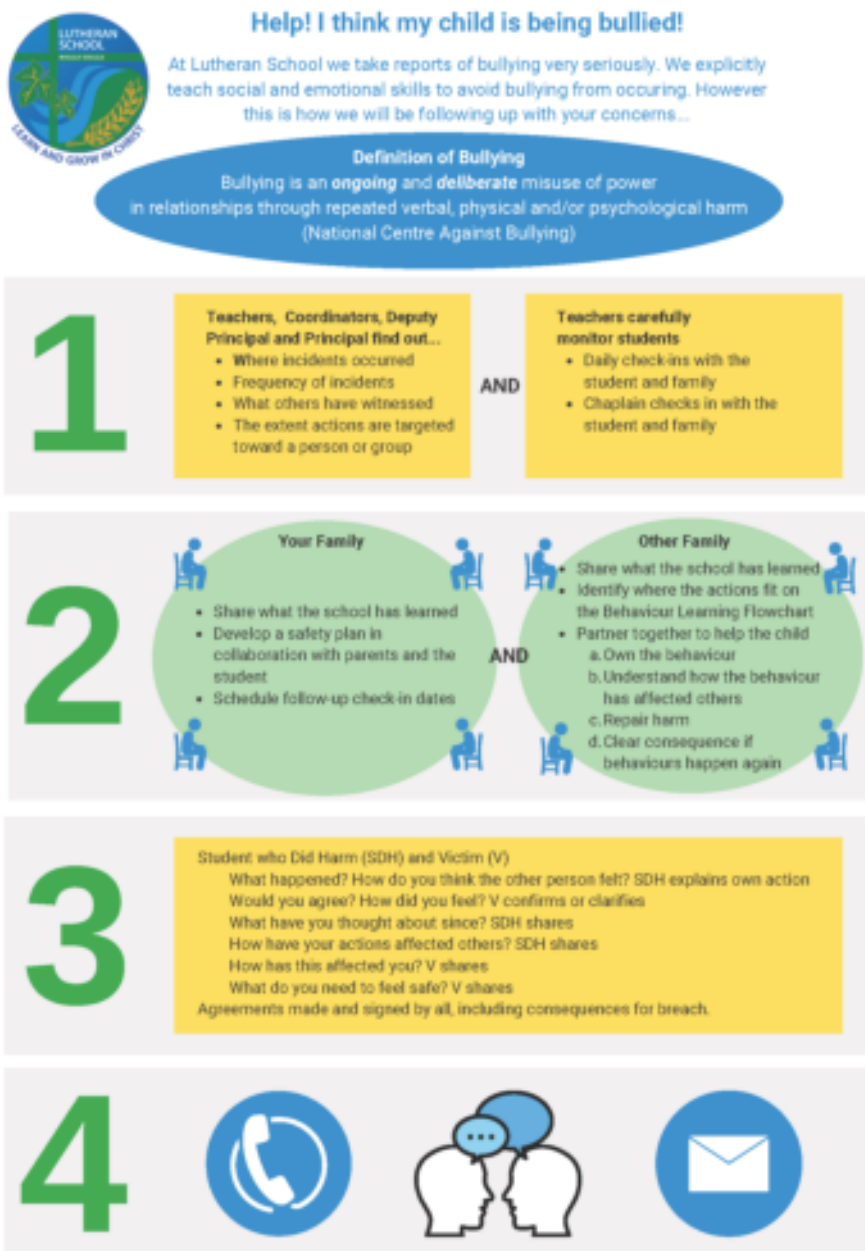 Help! I think my child is being bullied!
LUTHERAN
SCHOOL
LEARN AND GROW IN CHRIST
At Lutheran School we take reports of bullying very seriously. We explicitly
teach social and emotional skills to avoid bullying from occuring. However
this is how we will be following up with your concerns...
Definition of Bullying
Bullying is an ongoing and deliberate misuse of power
in relationships through repeated verbal, physical and/or psychological harm
(National Centre Against Bullying)
1
Teachers, Coordinators, Deputy
Principal and Principal find out...
• Where incidents occurred
• Frequency of incidents
• What others have witnessed
• The extent actions are targeted
toward a person or group
AND
Teachers carefully
monitor students
• Daily check-ins with the
student and family
• Chaplain checks in with the
student and family
2
Your Family
• Share what the school has learned
• Develop a safety plan in
collaboration with parents and the
student
• Schedule follow-up check-in dates
AND
Other Family
• Share what the school has learned
• Identify where the actions fit on
the Behaviour Learning Flowchart
• Partner together to help the child
a. Own the behaviour
b. Understand how the behaviour
has affected others
c. Repair harm
d. Clear consequence if
behaviours happen again
3
Student who Did Harm (SDH) and Victim (V)
What happened? How do you think the other person felt? SDH explains own action
Would you agree? How did you feel? V confirms or clarifies
What have you thought about since? SDH shares
How have your actions affected others? SDH shares
How has this affected you? V shares
What do you need to feel safe? V shares
Agreements made and signed by all, including consequences for breach.
4